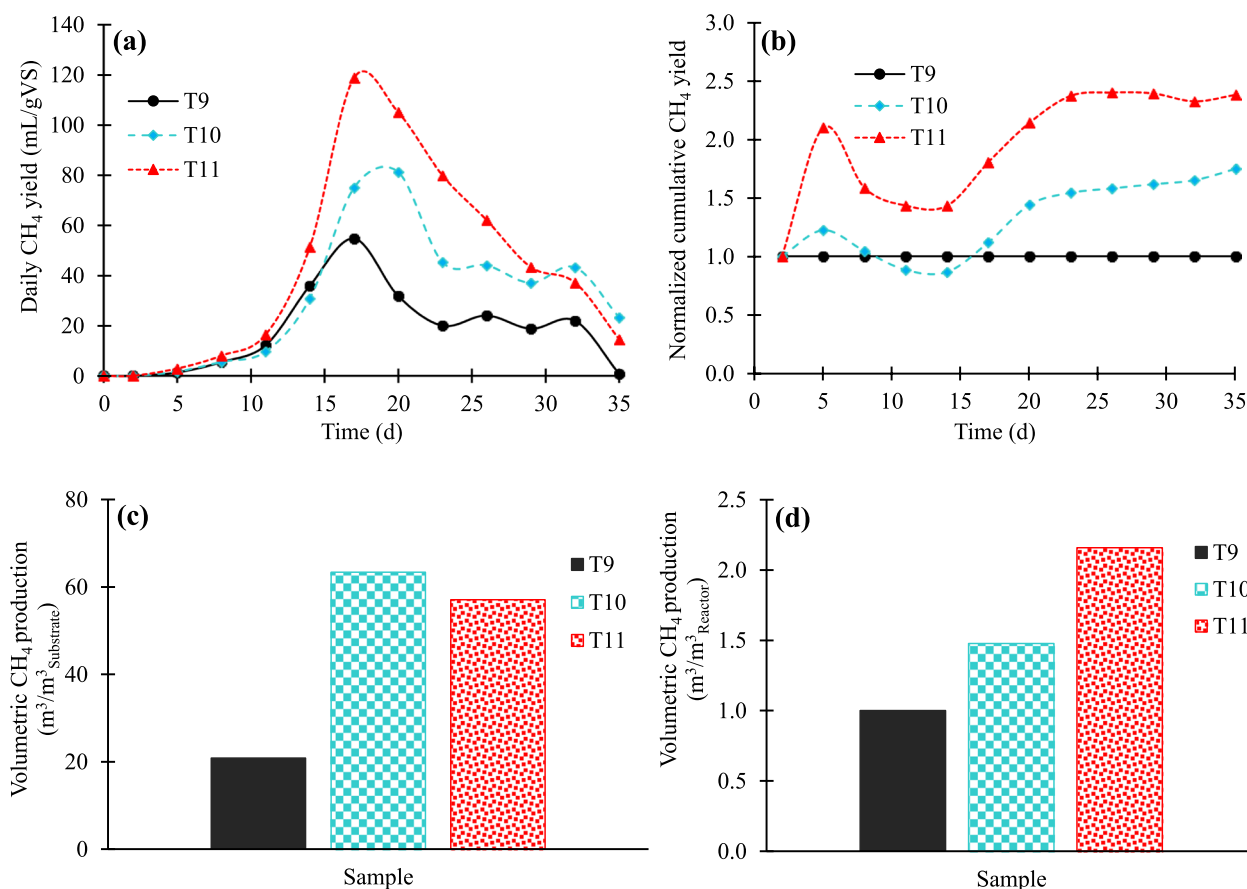 (a)
Daily CH₄ yield (mL/gVS)
140
120
100
80
60
40
20
0
T9
T10
T11
0 5 10 15 20 25 30 35
Time (d)
(b)
Normalized cumulative CH₄ yield
3.0
2.5
2.0
1.5
1.0
0.5
0.0
T9
T10
T11
0 5 10 15 20 25 30 35
Time (d)
(c)
Volumetric CH₄ production
(m³/m³Substrate)
80
60
40
20
0
T9
T10
T11
Sample
(d)
Volumetric CH₄ production
(m³/m³Reactor)
2.5
2.0
1.5
1.0
0.5
0.0
T9
T10
T11
Sample